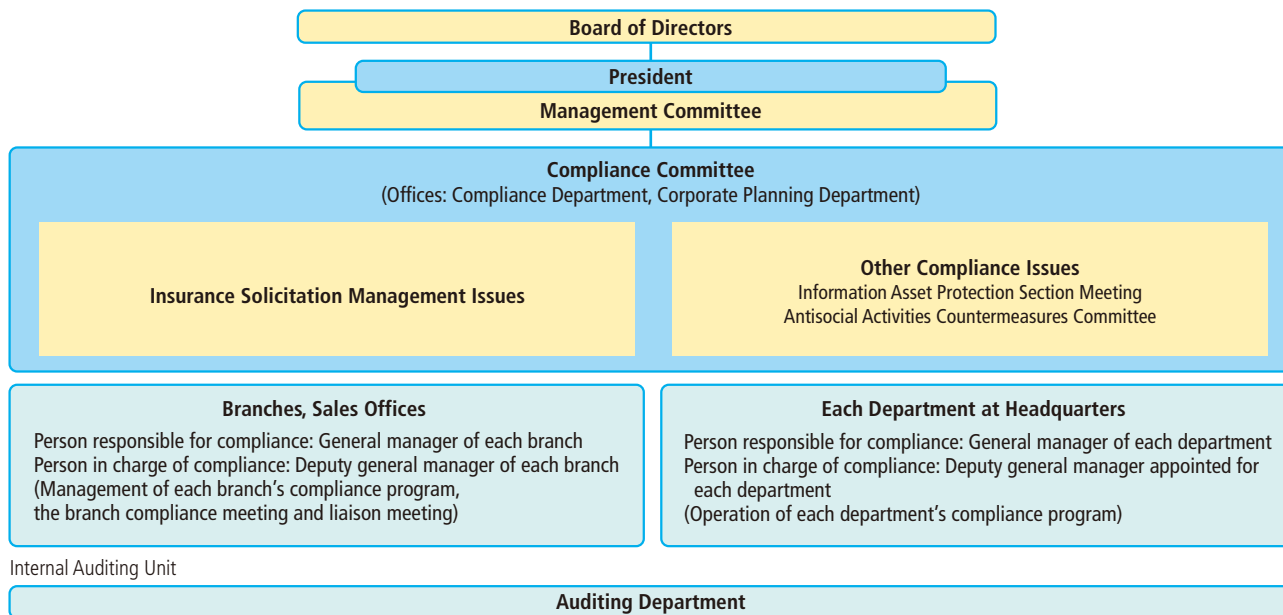 Board of Directors
President
Management Committee
Compliance Committee
(Offices: Compliance Department, Corporate Planning Department)
Insurance Solicitation Management Issues
Other Compliance Issues
Information Asset Protection Section Meeting
Antisocial Activities Countermeasures Committee
Branches, Sales Offices
Person responsible for compliance: General manager of each branch
Person in charge of compliance: Deputy general manager of each branch
(Management of each branch’s compliance program,
the branch compliance meeting and liaison meeting)
Each Department at Headquarters
Person responsible for compliance: General manager of each department
Person in charge of compliance: Deputy general manager appointed for
each department
(Operation of each department’s compliance program)
Internal Auditing Unit
Auditing Department